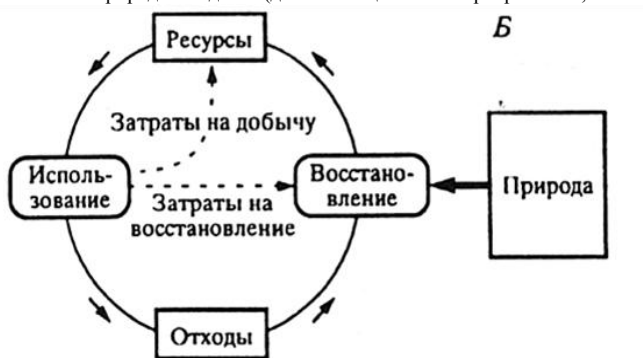 Ресурсы
Б
Затраты на добычу
Исполь-
зование
Восстано-
вление
Природа
Затраты на
восстановление
Отходы